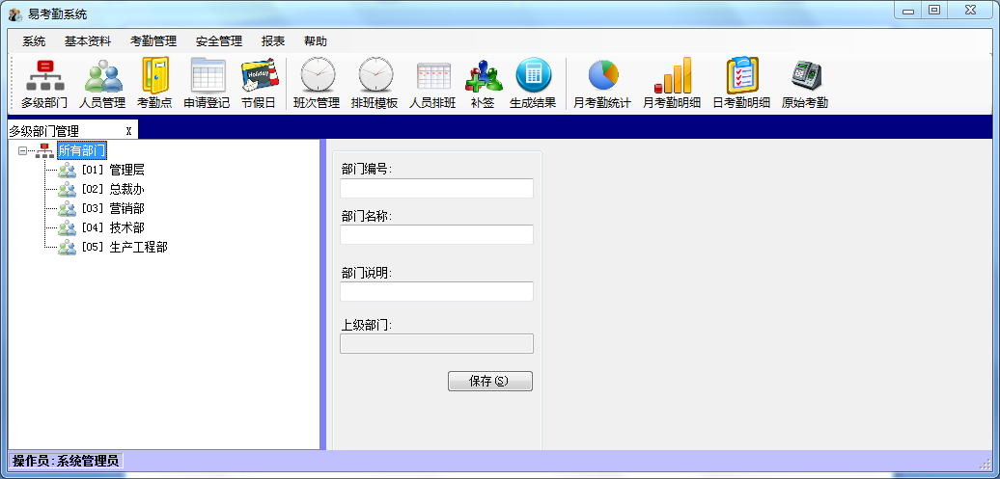 易考勤系统
系统 基本资料 考勤管理 安全管理 报表 帮助
Holiday
多级部门 人员管理 考勤点 申请登记 节假日 班次管理 排班模板 人员排班 补签 生成结果 月考勤统计 月考勤明细 日考勤明细 原始考勤
多级部门管理 X
所有部门
[01] 管理层
[02] 总裁办
[03] 营销部
[04] 技术部
[05] 生产工程部
部门编号:
部门名称:
部门说明:
上级部门:
保存(S)
操作员:系统管理员